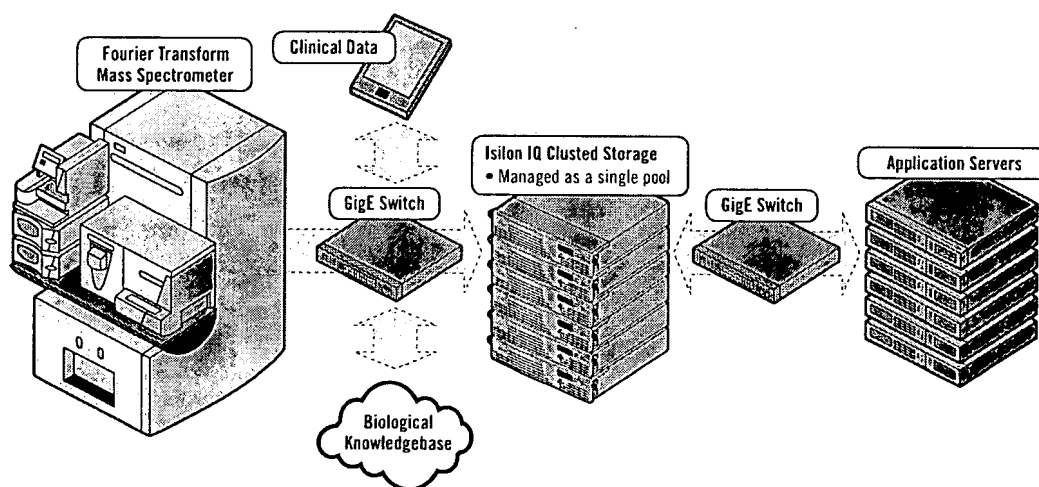 Fourier Transform
Mass Spectrometer
Clinical Data
GigE Switch
Biological
Knowledgebase
Isilon IQ Clusted Storage
• Managed as a single pool
GigE Switch
Application Servers